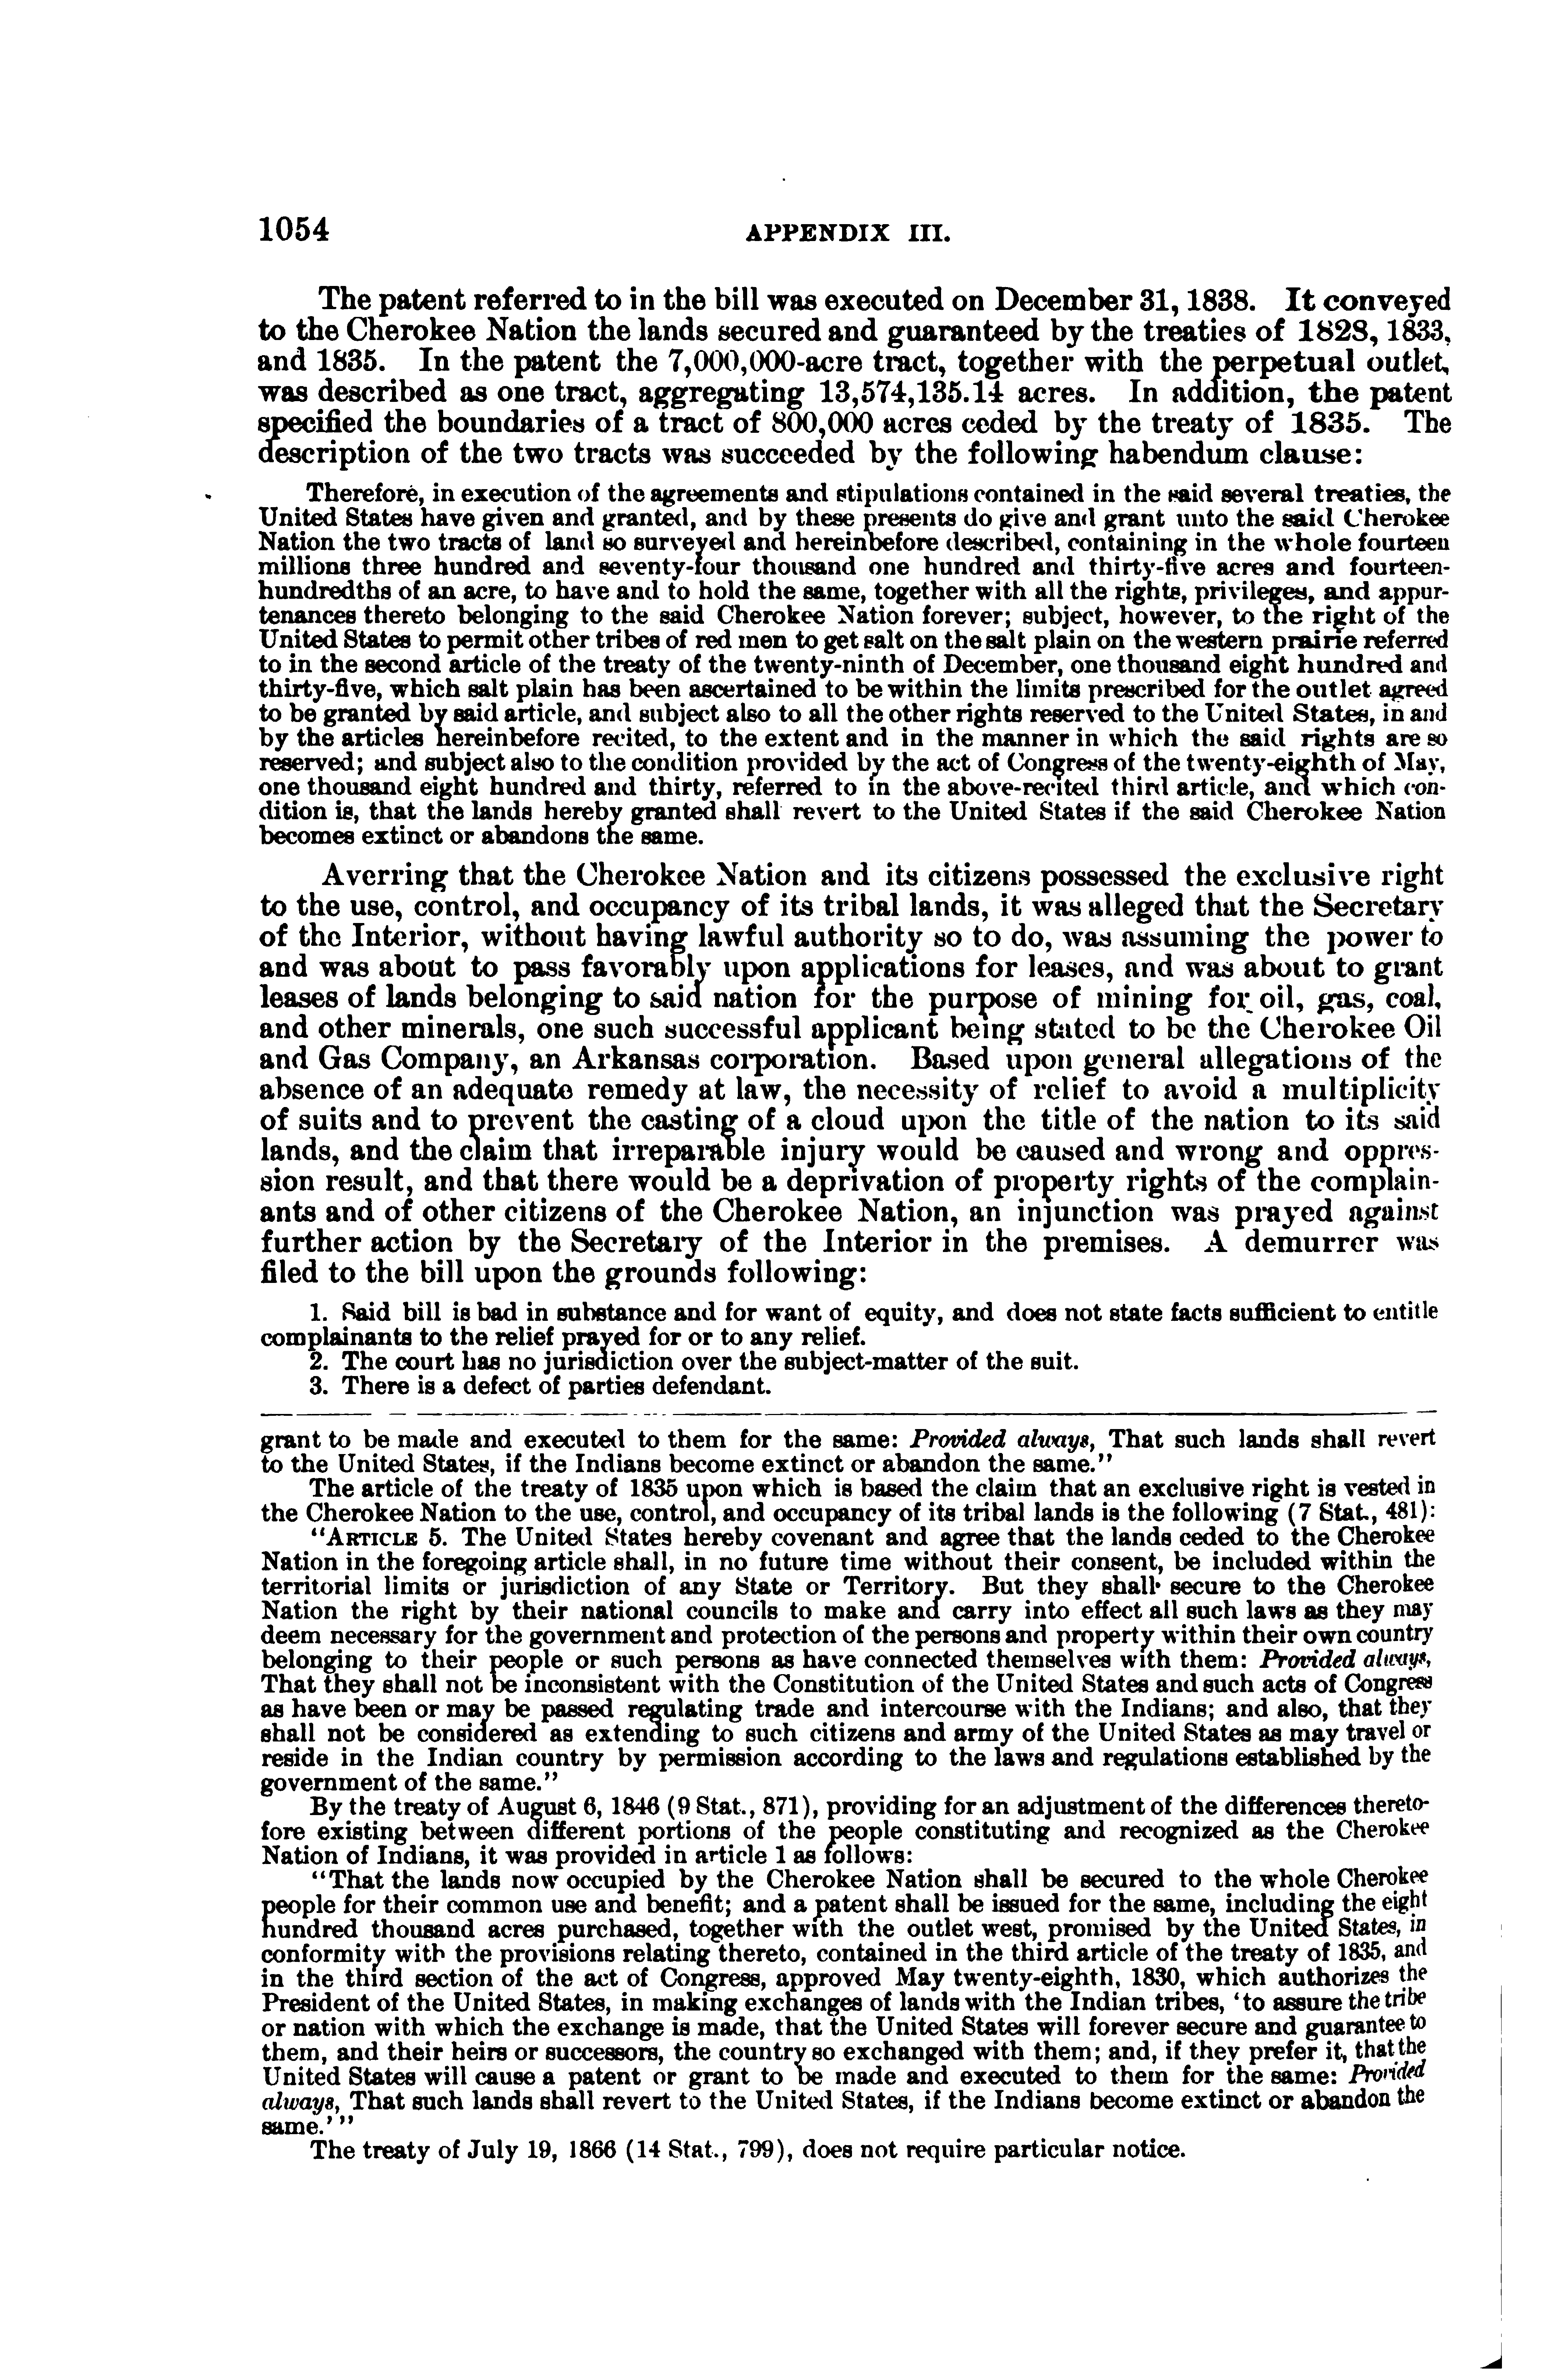 1054
APPENDIX III.
The patent referred to in the bill was executed on December 31, 1838. It conveyed
to the Cherokee Nation the lands secured and guaranteed by the treaties of 1828, 1833,
and 1835. In the patent the 7,000,000-acre tract, together with the perpetual outlet,
was described as one tract, aggregating 13,574,135.14 acres. In addition, the patent
specified the boundaries of a tract of 800,000 acres ceded by the treaty of 1835. The
description of the two tracts was succeeded by the following habendum clause:
Therefore, in execution of the agreements and stipulations contained in the said several treaties, the
United States have given and granted, and by these presents do give and grant unto the said Cherokee
Nation the two tracts of land so surveyed and hereinbefore described, containing in the whole fourteen
millions three hundred and seventy-four thousand one hundred and thirty-five acres and fourteen-
hundredths of an acre, to have and to hold the same, together with all the rights, privileges, and appur-
tenances thereto belonging to the said Cherokee Nation forever; subject, however, to the right of the
United States to permit other tribes of red men to get salt on the salt plain on the western prairie referred
to in the second article of the treaty of the twenty-ninth of December, one thousand eight hundred and
thirty-five, which salt plain has been ascertained to be within the limits prescribed for the outlet agreed
to be granted by said article, and subject also to all the other rights reserved to the United States, in and
by the articles hereinbefore recited, to the extent and in the manner in which the said rights are so
reserved; and subject also to the condition provided by the act of Congress of the twenty-eighth of May,
one thousand eight hundred and thirty, referred to in the above-recited third article, and which con-
dition is, that the lands hereby granted shall revert to the United States if the said Cherokee Nation
becomes extinct or abandons the same.
Averring that the Cherokee Nation and its citizens possessed the exclusive right
to the use, control, and occupancy of its tribal lands, it was alleged that the Secretary
of the Interior, without having lawful authority so to do, was assuming the power to
and was about to pass favorably upon applications for leases, and was about to grant
leases of lands belonging to said nation for the purpose of mining for oil, gas, coal,
and other minerals, one such successful applicant being stated to be the Cherokee Oil
and Gas Company, an Arkansas corporation. Based upon general allegations of the
absence of an adequate remedy at law, the necessity of relief to avoid a multiplicity
of suits and to prevent the casting of a cloud upon the title of the nation to its said
lands, and the claim that irreparable injury would be caused and wrong and oppres-
sion result, and that there would be a deprivation of property rights of the complain-
ants and of other citizens of the Cherokee Nation, an injunction was prayed against
further action by the Secretary of the Interior in the premises. A demurrer was
filed to the bill upon the grounds following:
1. Said bill is bad in substance and for want of equity, and does not state facts sufficient to entitle
complainants to the relief prayed for or to any relief.
2. The court has no jurisdiction over the subject-matter of the suit.
3. There is a defect of parties defendant.
grant to be made and executed to them for the same: Provided always, That such lands shall revert
to the United States, if the Indians become extinct or abandon the same."
The article of the treaty of 1835 upon which is based the claim that an exclusive right is vested in
the Cherokee Nation to the use, control, and occupancy of its tribal lands is the following (7 Stat., 481):
"ARTICLE 5. The United States hereby covenant and agree that the lands ceded to the Cherokee
Nation in the foregoing article shall, in no future time without their consent, be included within the
territorial limits or jurisdiction of any State or Territory. But they shall secure to the Cherokee
Nation the right by their national councils to make and carry into effect all such laws as they may
deem necessary for the government and protection of the persons and property within their own country
belonging to their people or such persons as have connected themselves with them: Provided always,
That they shall not be inconsistent with the Constitution of the United States and such acts of Congress
as have been or may be passed regulating trade and intercourse with the Indians; and also, that they
shall not be considered as extending to such citizens and army of the United States as may travel or
reside in the Indian country by permission according to the laws and regulations established by the
government of the same."
By the treaty of August 6, 1846 (9 Stat., 871), providing for an adjustment of the differences thereto-
fore existing between different portions of the people constituting and recognized as the Cherokee
Nation of Indians, it was provided in article 1 as follows:
"That the lands now occupied by the Cherokee Nation shall be secured to the whole Cherokee
people for their common use and benefit; and a patent shall be issued for the same, including the eight
hundred thousand acres purchased, together with the outlet west, promised by the United States, in
conformity with the provisions relating thereto, contained in the third article of the treaty of 1835, and
in the third section of the act of Congress, approved May twenty-eighth, 1830, which authorizes the
President of the United States, in making exchanges of lands with the Indian tribes, 'to assure the tribe
or nation with which the exchange is made, that the United States will forever secure and guarantee to
them, and their heirs or successors, the country so exchanged with them; and, if they prefer it, that the
United States will cause a patent or grant to be made and executed to them for the same: Provided
always, That such lands shall revert to the United States, if the Indians become extinct or abandon the
same.'"
The treaty of July 19, 1866 (14 Stat., 799), does not require particular notice.